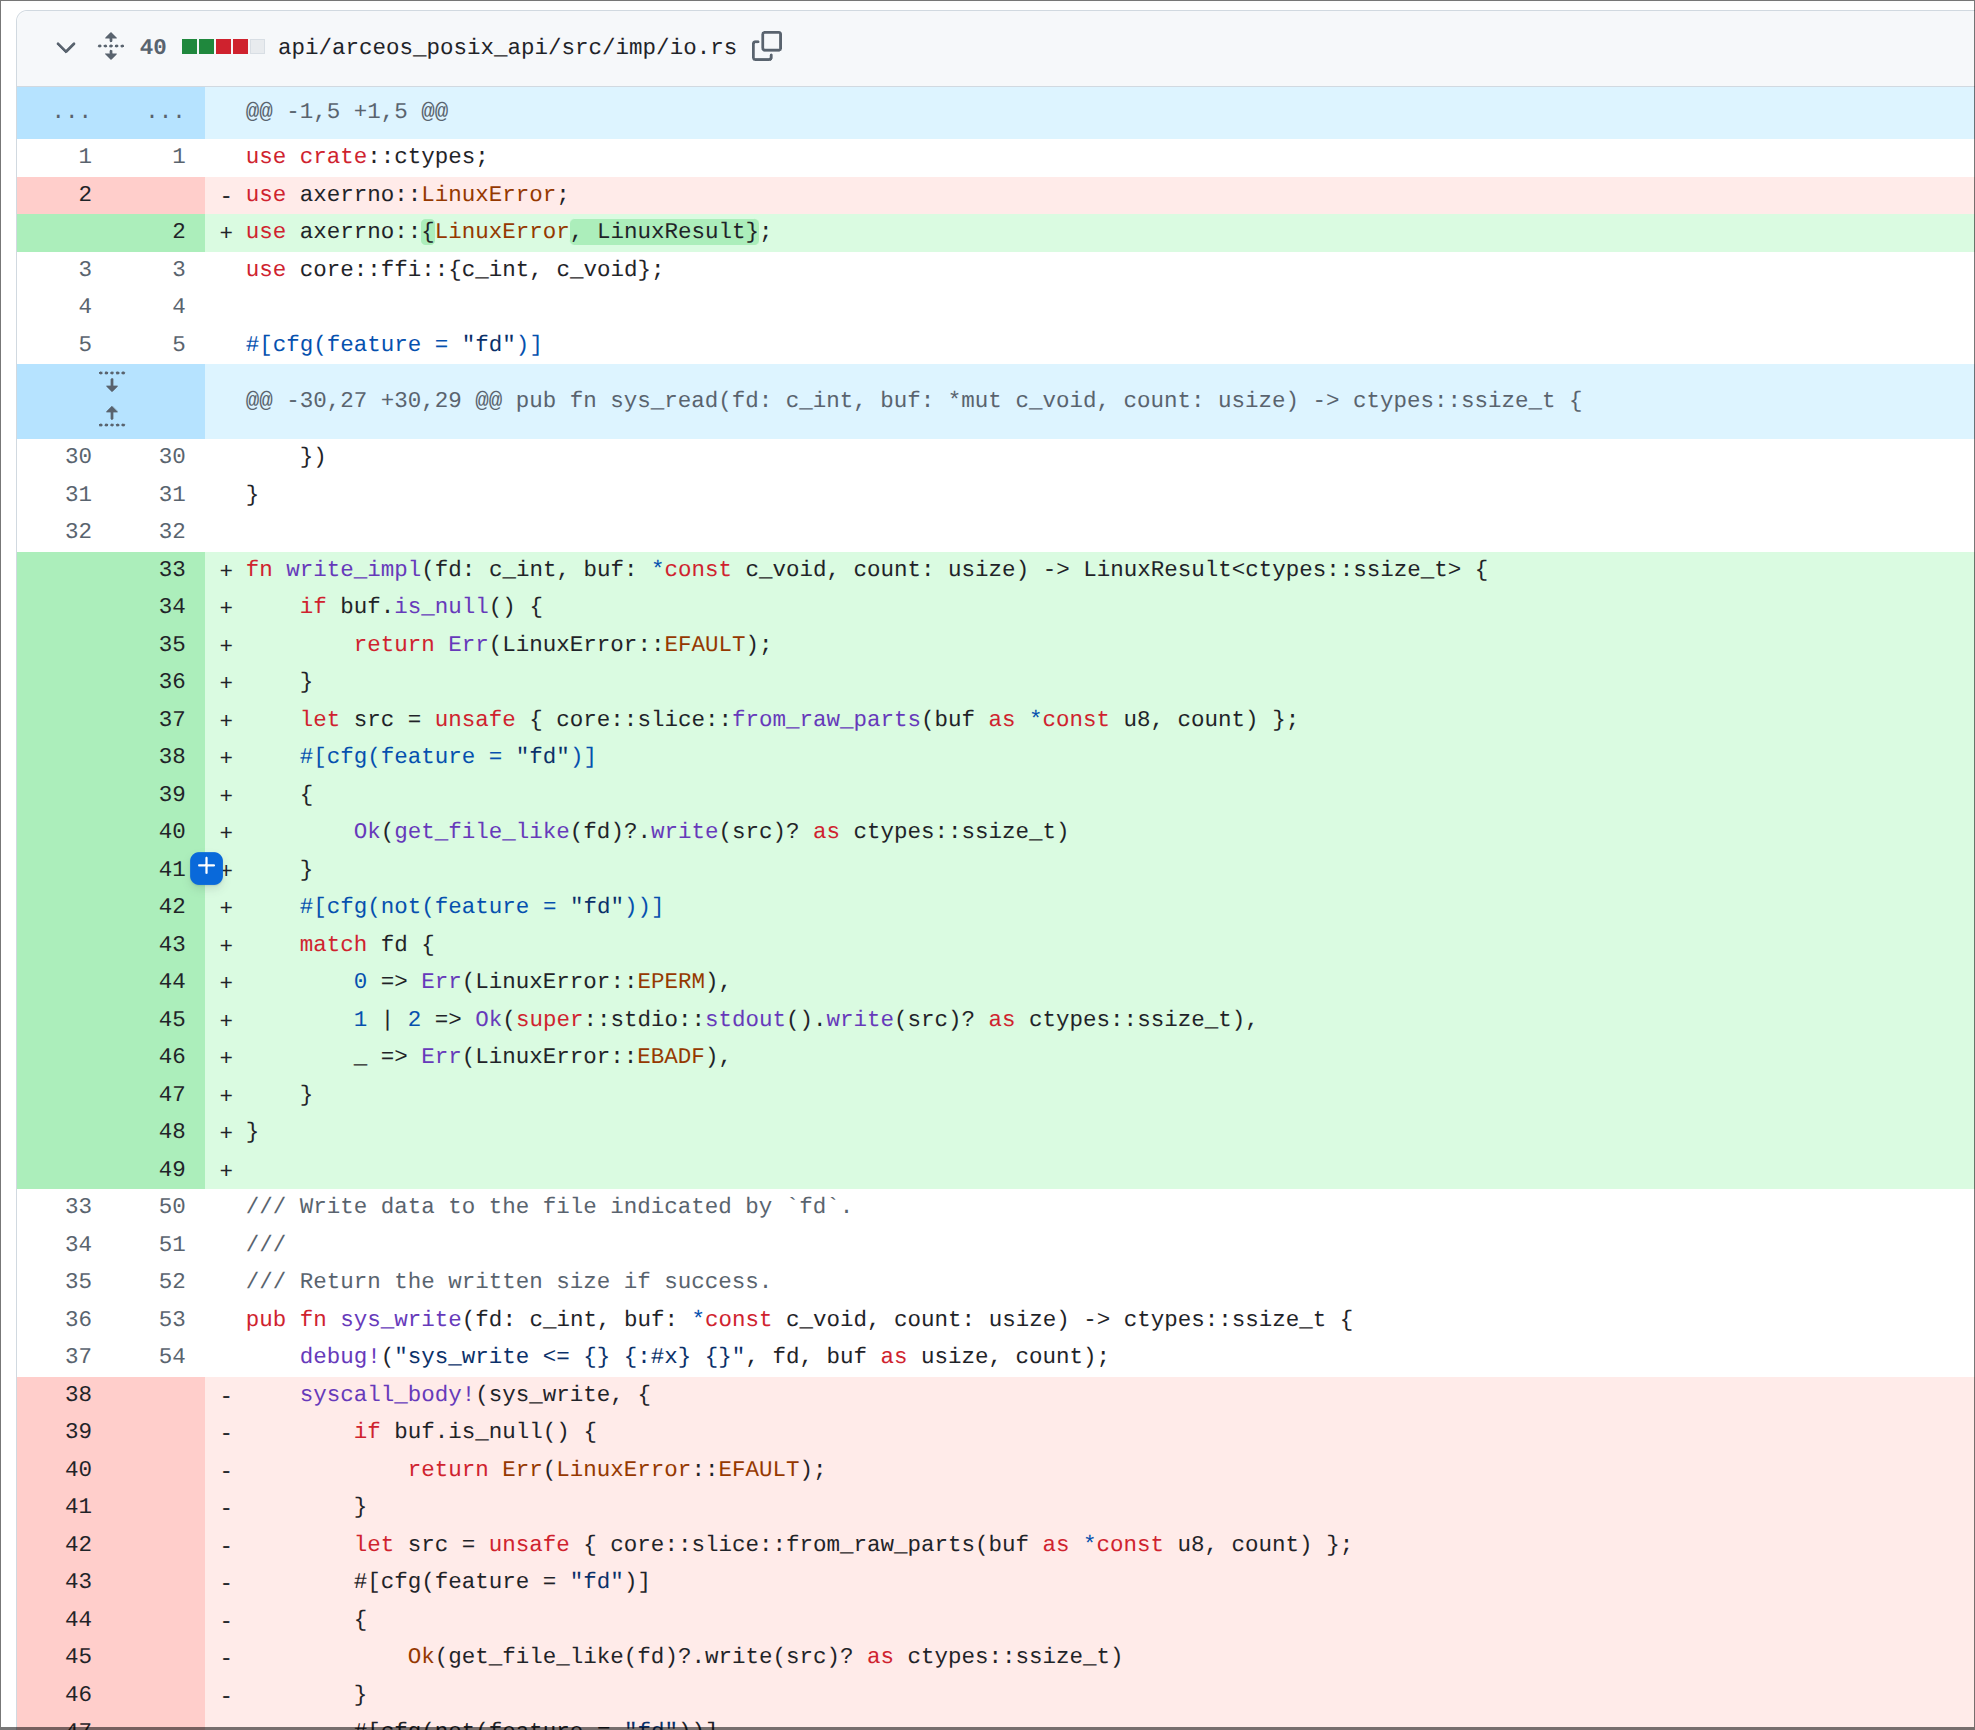 40 api/arceos_posix_api/src/imp/io.rs
... ... @@ -1,5 +1,5 @@
1 1 use crate::ctypes;
2 - use axerrno::LinuxError;
2 + use axerrno::{LinuxError, LinuxResult};
3 3 use core::ffi::{c_int, c_void};
4 4
5 5 #[cfg(feature = "fd")]
@@ -30,27 +30,29 @@ pub fn sys_read(fd: c_int, buf: *mut c_void, count: usize) -> ctypes::ssize_t {
30 30     })
31 31 }
32 32
33 + fn write_impl(fd: c_int, buf: *const c_void, count: usize) -> LinuxResult<ctypes::ssize_t> {
34 +     if buf.is_null() {
35 +         return Err(LinuxError::EFAULT);
36 +     }
37 +     let src = unsafe { core::slice::from_raw_parts(buf as *const u8, count) };
38 +     #[cfg(feature = "fd")]
39 +     {
40 +         Ok(get_file_like(fd)?.write(src)? as ctypes::ssize_t)
41 +     }
42 +     #[cfg(not(feature = "fd"))]
43 +     match fd {
44 +         0 => Err(LinuxError::EPERM),
45 +         1 | 2 => Ok(super::stdio::stdout().write(src)? as ctypes::ssize_t),
46 +         _ => Err(LinuxError::EBADF),
47 +     }
48 + }
49 +
33 50 /// Write data to the file indicated by `fd`.
34 51 ///
35 52 /// Return the written size if success.
36 53 pub fn sys_write(fd: c_int, buf: *const c_void, count: usize) -> ctypes::ssize_t {
37 54     debug!("sys_write <= {} {:#x} {}", fd, buf as usize, count);
38 -     syscall_body!(sys_write, {
39 -         if buf.is_null() {
40 -             return Err(LinuxError::EFAULT);
41 -         }
42 -         let src = unsafe { core::slice::from_raw_parts(buf as *const u8, count) };
43 -         #[cfg(feature = "fd")]
44 -         {
45 -             Ok(get_file_like(fd)?.write(src)? as ctypes::ssize_t)
46 -         }
47         #[cfg(not(feature = "fd"))]